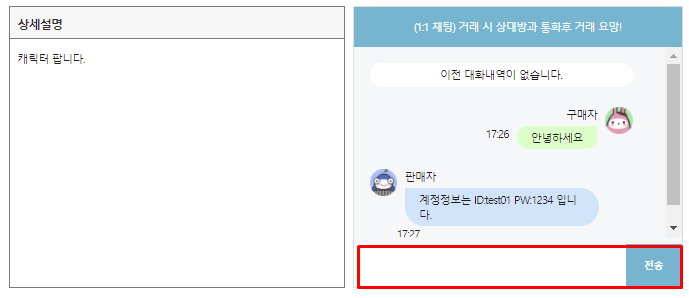 상세설명
캐릭터 팝니다.
(1:1 채팅) 거래 시 상대방과 통화후 거래 요망!
이전 대화내역이 없습니다.
구매자
17:26 안녕하세요
판매자
계정정보는 ID:test01 PW:1234 입니
다.
17:27
전송